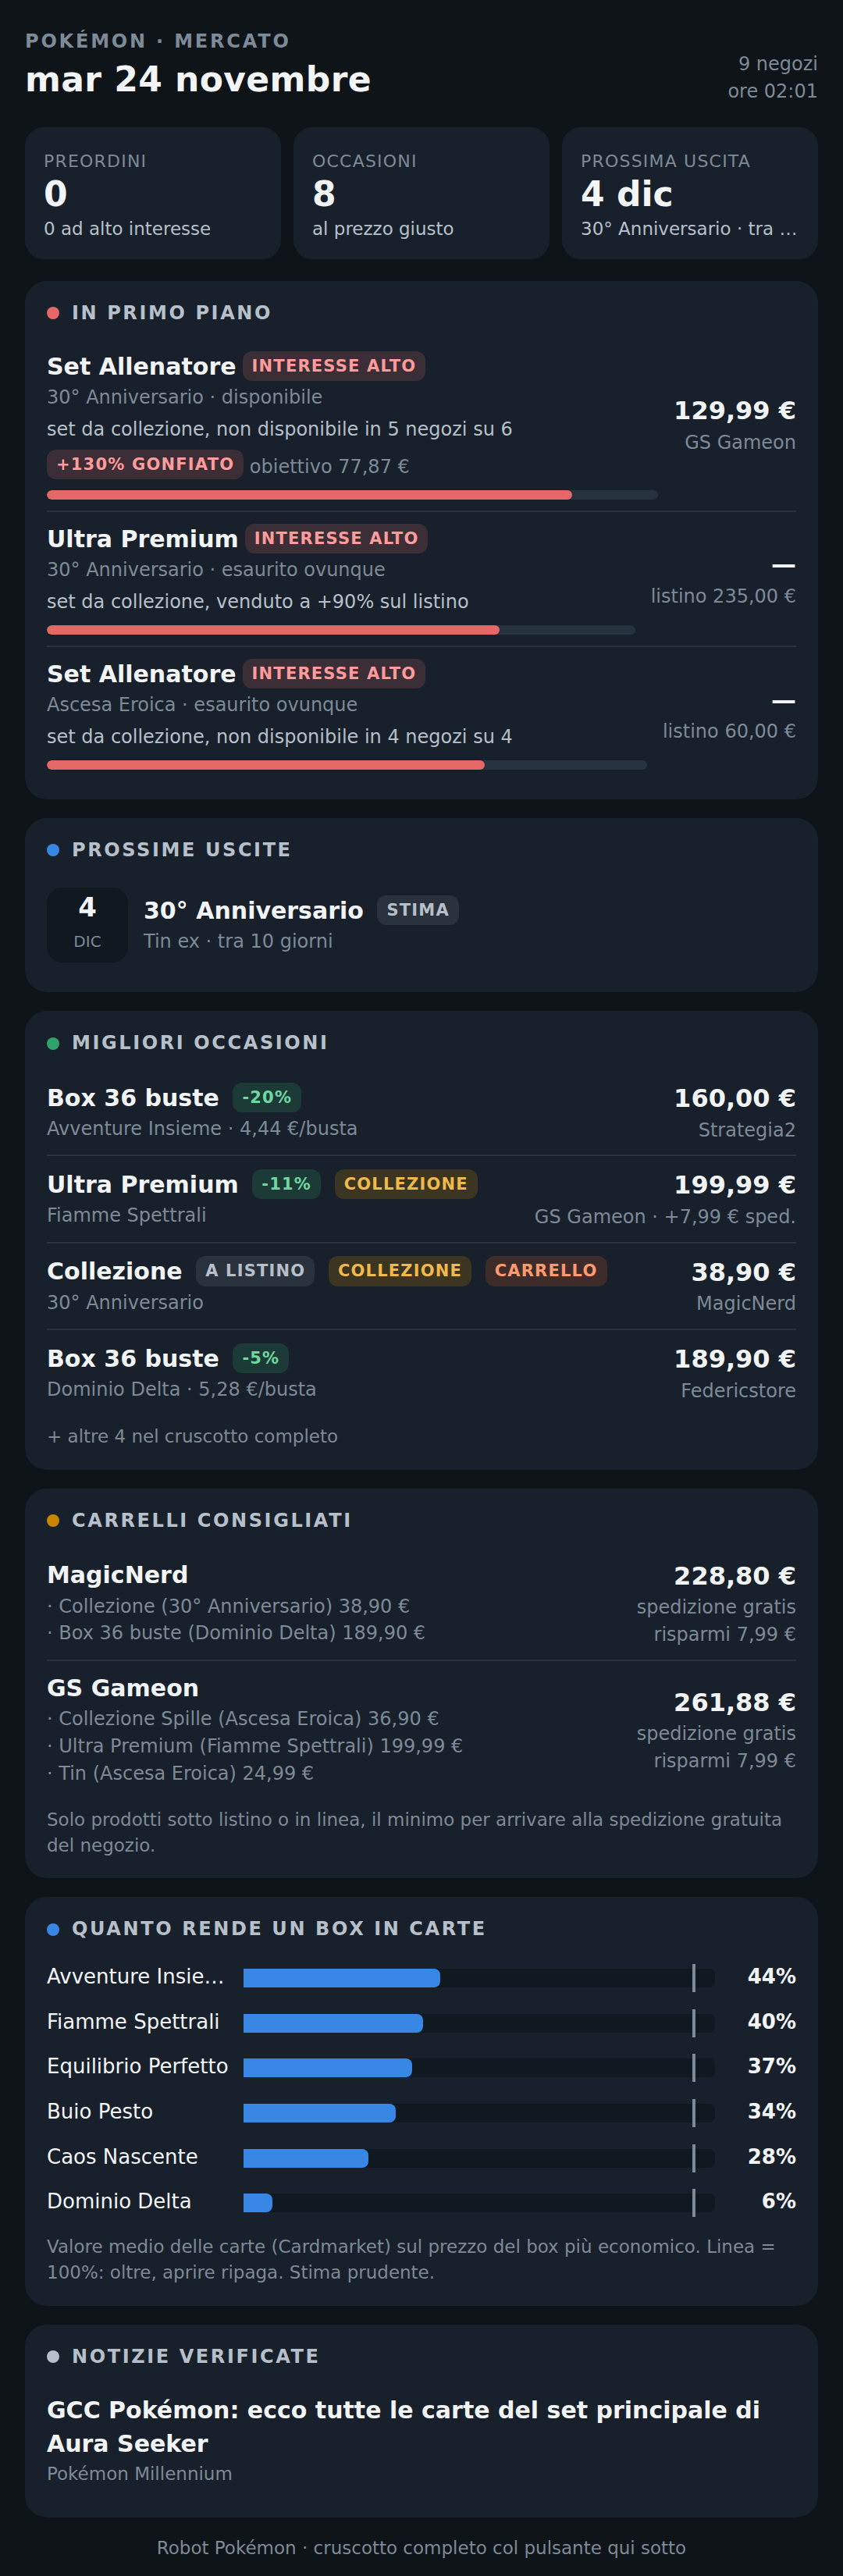 POKÉMON · MERCATO
mar 24 novembre
9 negozi
ore 02:01
PREORDINI
0
0 ad alto interesse
OCCASIONI
8
al prezzo giusto
PROSSIMA USCITA
4 dic
30° Anniversario · tra …
IN PRIMO PIANO
Set Allenatore INTERESSE ALTO
30° Anniversario · disponibile
set da collezione, non disponibile in 5 negozi su 6
+130% GONFIATO obiettivo 77,87 €
129,99 €
GS Gameon
Ultra Premium INTERESSE ALTO
30° Anniversario · esaurito ovunque
set da collezione, venduto a +90% sul listino
—
listino 235,00 €
Set Allenatore INTERESSE ALTO
Ascesa Eroica · esaurito ovunque
set da collezione, non disponibile in 4 negozi su 4
—
listino 60,00 €
PROSSIME USCITE
4
DIC
30° Anniversario STIMA
Tin ex · tra 10 giorni
MIGLIORI OCCASIONI
Box 36 buste -20%
Avventure Insieme · 4,44 €/busta
160,00 €
Strategia2
Ultra Premium -11% COLLEZIONE
Fiamme Spettrali
199,99 €
GS Gameon · +7,99 € sped.
Collezione A LISTINO COLLEZIONE CARRELLO
30° Anniversario
38,90 €
MagicNerd
Box 36 buste -5%
Dominio Delta · 5,28 €/busta
189,90 €
Federicstore
+ altre 4 nel cruscotto completo
CARRELLI CONSIGLIATI
MagicNerd
· Collezione (30° Anniversario) 38,90 €
· Box 36 buste (Dominio Delta) 189,90 €
228,80 €
spedizione gratis
risparmi 7,99 €
GS Gameon
· Collezione Spille (Ascesa Eroica) 36,90 €
· Ultra Premium (Fiamme Spettrali) 199,99 €
· Tin (Ascesa Eroica) 24,99 €
261,88 €
spedizione gratis
risparmi 7,99 €
Solo prodotti sotto listino o in linea, il minimo per arrivare alla spedizione gratuita
del negozio.
QUANTO RENDE UN BOX IN CARTE
Avventure Insie… 44%
Fiamme Spettrali 40%
Equilibrio Perfetto 37%
Buio Pesto 34%
Caos Nascente 28%
Dominio Delta 6%
Valore medio delle carte (Cardmarket) sul prezzo del box più economico. Linea =
100%: oltre, aprire ripaga. Stima prudente.
NOTIZIE VERIFICATE
GCC Pokémon: ecco tutte le carte del set principale di
Aura Seeker
Pokémon Millennium
Robot Pokémon · cruscotto completo col pulsante qui sotto